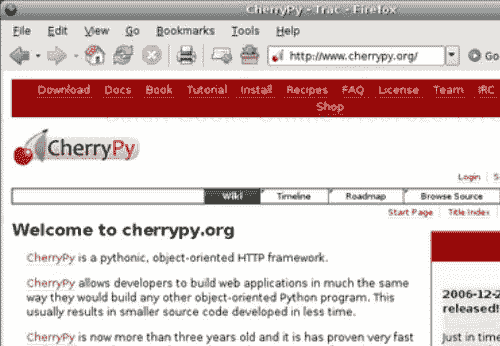 CherryPy - Trac - Firefox
File Edit View Go Bookmarks Tools Help
http://www.cherrypy.org/ Go
Download Docs Book Tutorial Install Recipes FAQ License Team IRC
Shop
CherryPy
Login
Wiki Timeline Roadmap Browse Source
Start Page Title Index
Welcome to cherrypy.org
CherryPy is a pythonic, object-oriented HTTP framework.
CherryPy allows developers to build web applications in much the same
way they would build any other object-oriented Python program. This
usually results in smaller source code developed in less time.
CherryPy is now more than three years old and it is has proven very fast
2006-12-2
released!
Just in time